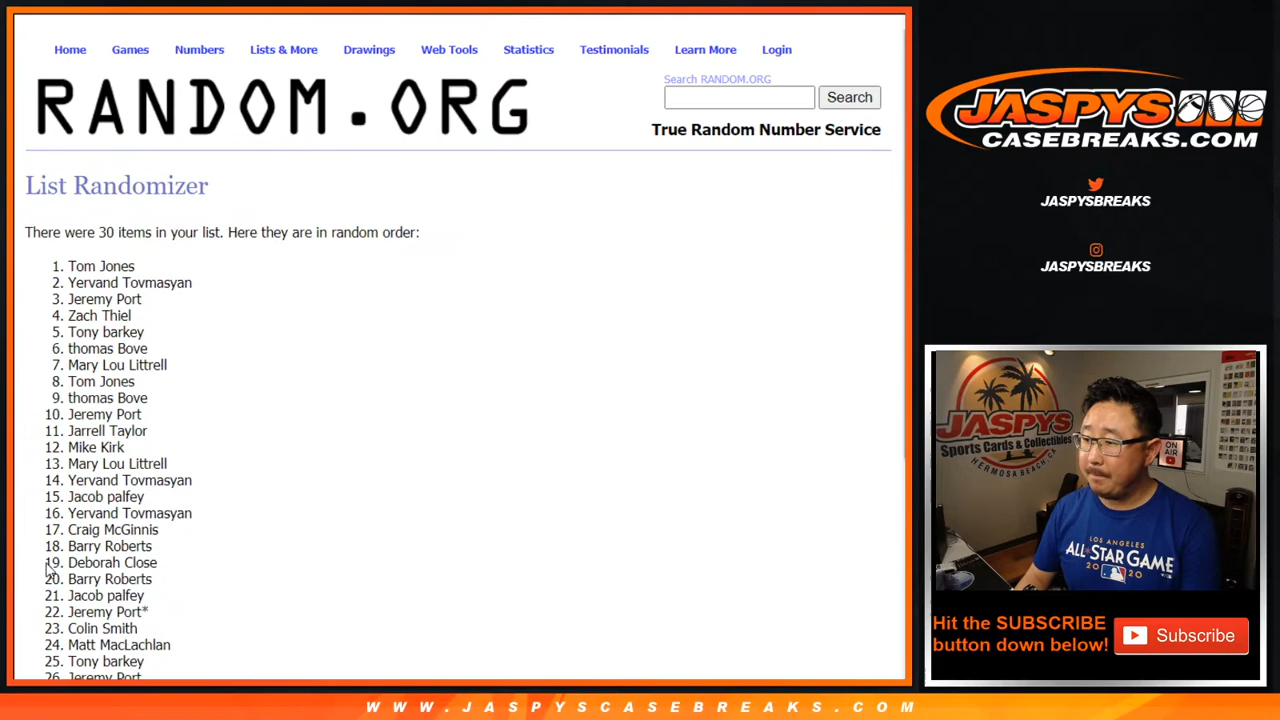 Home Games Numbers Lists & More Drawings Web Tools Statistics Testimonials Learn More Login
RANDOM.ORG
Search RANDOM.ORG
Search
True Random Number Service
List Randomizer
There were 30 items in your list. Here they are in random order:
1. Tom Jones
2. Yervand Tovmasyan
3. Jeremy Port
4. Zach Thiel
5. Tony barkey
6. thomas Bove
7. Mary Lou Littrell
8. Tom Jones
9. thomas Bove
10. Jeremy Port
11. Jarrell Taylor
12. Mike Kirk
13. Mary Lou Littrell
14. Yervand Tovmasyan
15. Jacob palfey
16. Yervand Tovmasyan
17. Craig McGinnis
18. Barry Roberts
19. Deborah Close
20. Barry Roberts
21. Jacob palfey
22. Jeremy Port*
23. Colin Smith
24. Matt MacLachlan
25. Tony barkey
26. Jeremy Port
JASPYS
CASEBREAKS.COM
JASPYSBREAKS
JASPYSBREAKS
JASPYS
Sports Cards & Collectibles
HERMOSA BEACH, CA
ON AIR
LOS ANGELES
ALL-STAR GAME
2020
Hit the SUBSCRIBE
button down below!
Subscribe
WWW.JASPYSCASEBREAKS.COM